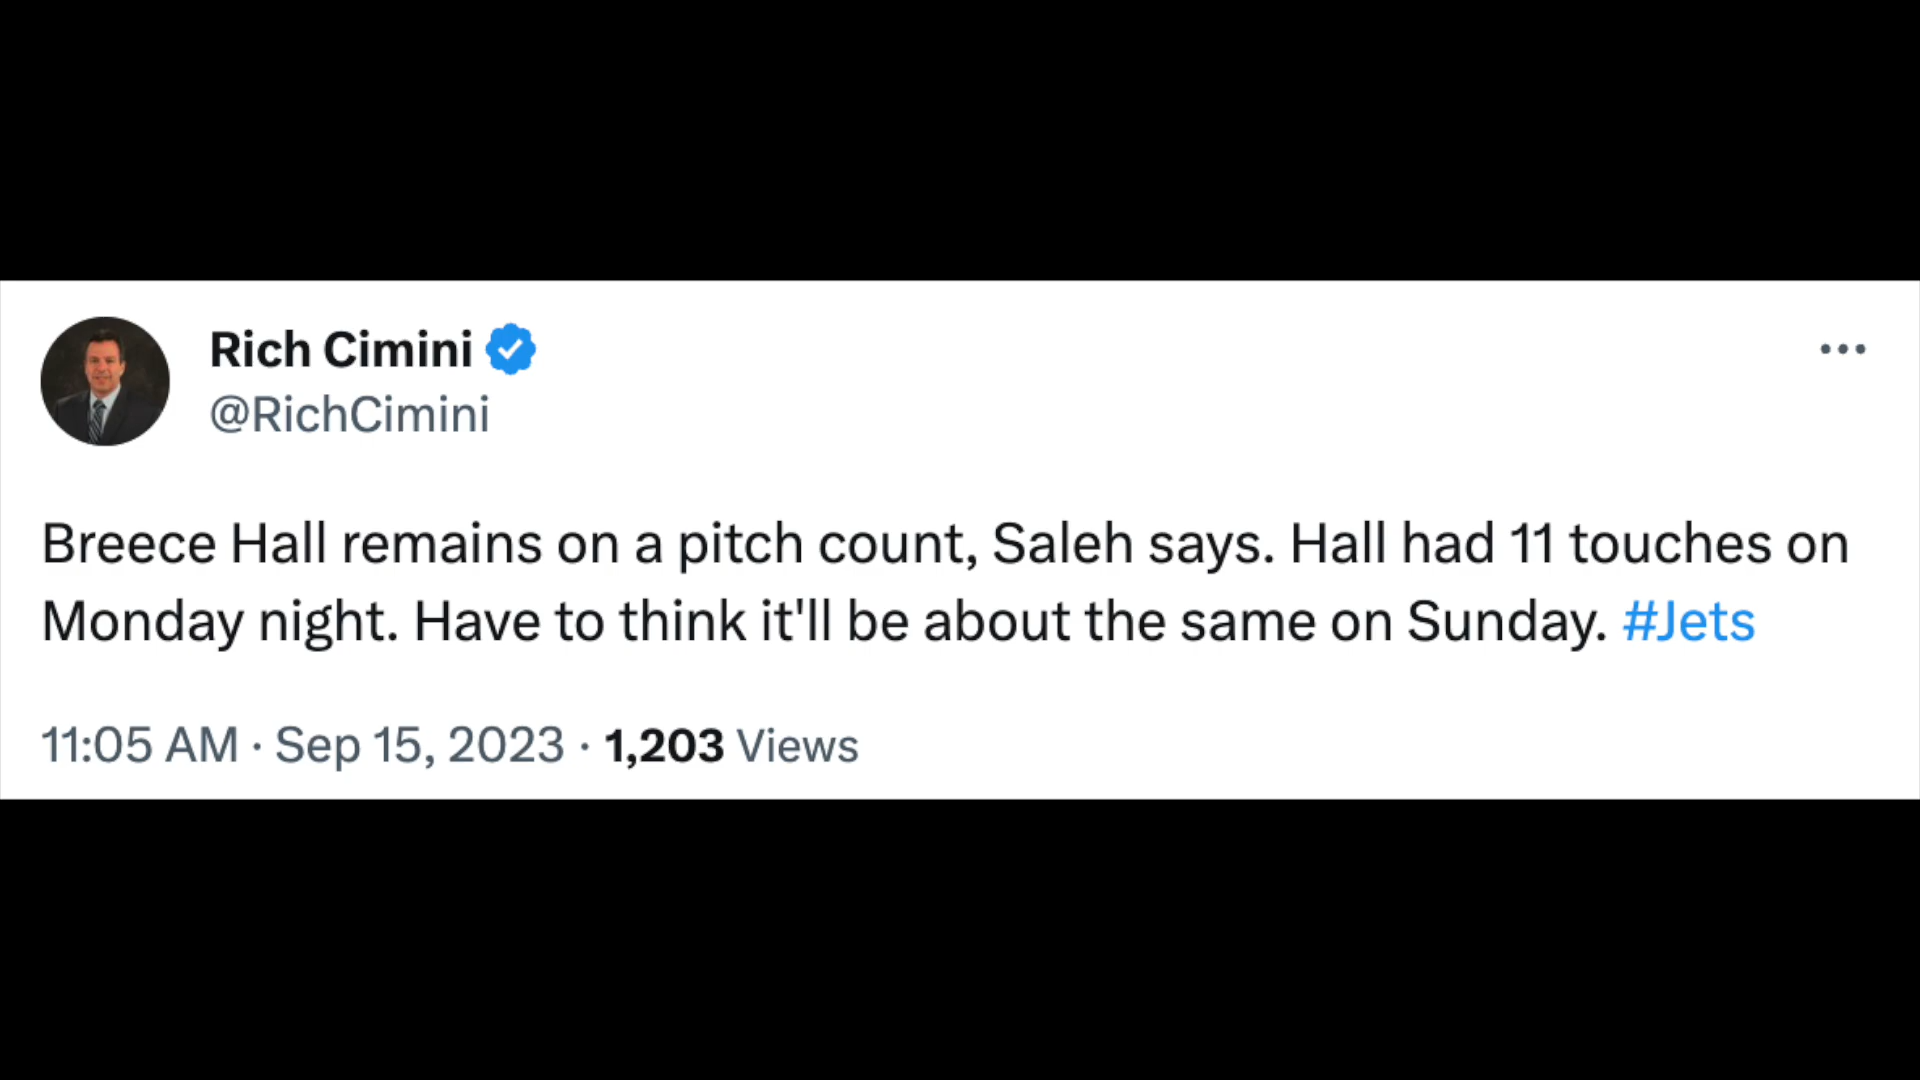 Rich Cimini
@RichCimini
Breece Hall remains on a pitch count, Saleh says. Hall had 11 touches on
Monday night. Have to think it'll be about the same on Sunday. #Jets
11:05 AM · Sep 15, 2023 · 1,203 Views